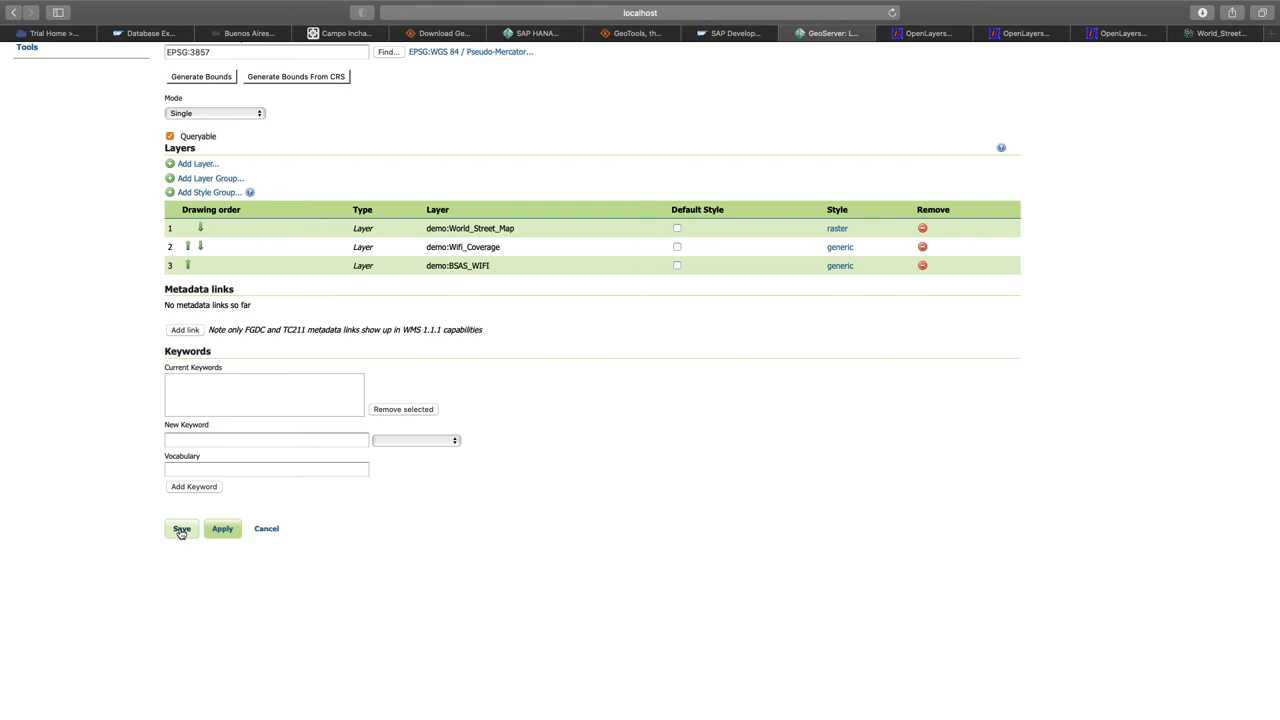 localhost
Trial Home >...
Database Ex...
Buenos Aires...
Campo Incha...
Download Ge...
SAP HANA...
GeoTools, th...
SAP Develop...
GeoServer: L...
OpenLayers...
OpenLayers...
OpenLayers...
World_Street...
Tools
EPSG:3857 Find... EPSG:WGS 84 / Pseudo-Mercator...
Generate Bounds Generate Bounds From CRS
Mode
Single
Queryable
Layers
Add Layer...
Add Layer Group...
Add Style Group...
Drawing order Type Layer Default Style Style Remove
1 Layer demo:World_Street_Map raster
2 Layer demo:Wifi_Coverage generic
3 Layer demo:BSAS_WIFI generic
Metadata links
No metadata links so far
Add link Note only FGDC and TC211 metadata links show up in WMS 1.1.1 capabilities
Keywords
Current Keywords
Remove selected
New Keyword
Vocabulary
Add Keyword
Save Apply Cancel